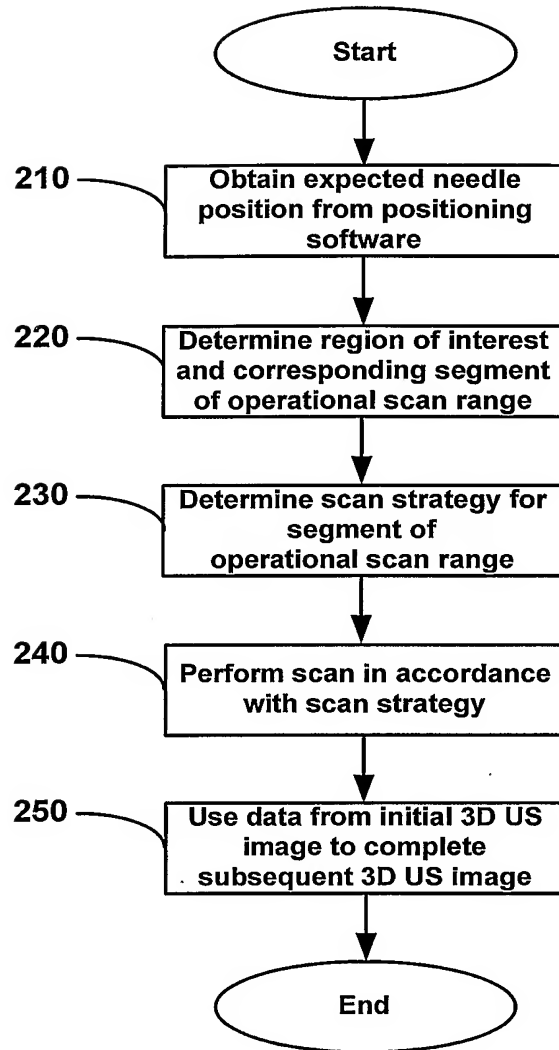 Start
210
Obtain expected needle
position from positioning
software
220
Determine region of interest
and corresponding segment
of operational scan range
230
Determine scan strategy for
segment of
operational scan range
240
Perform scan in accordance
with scan strategy
250
Use data from initial 3D US
image to complete
subsequent 3D US image
End